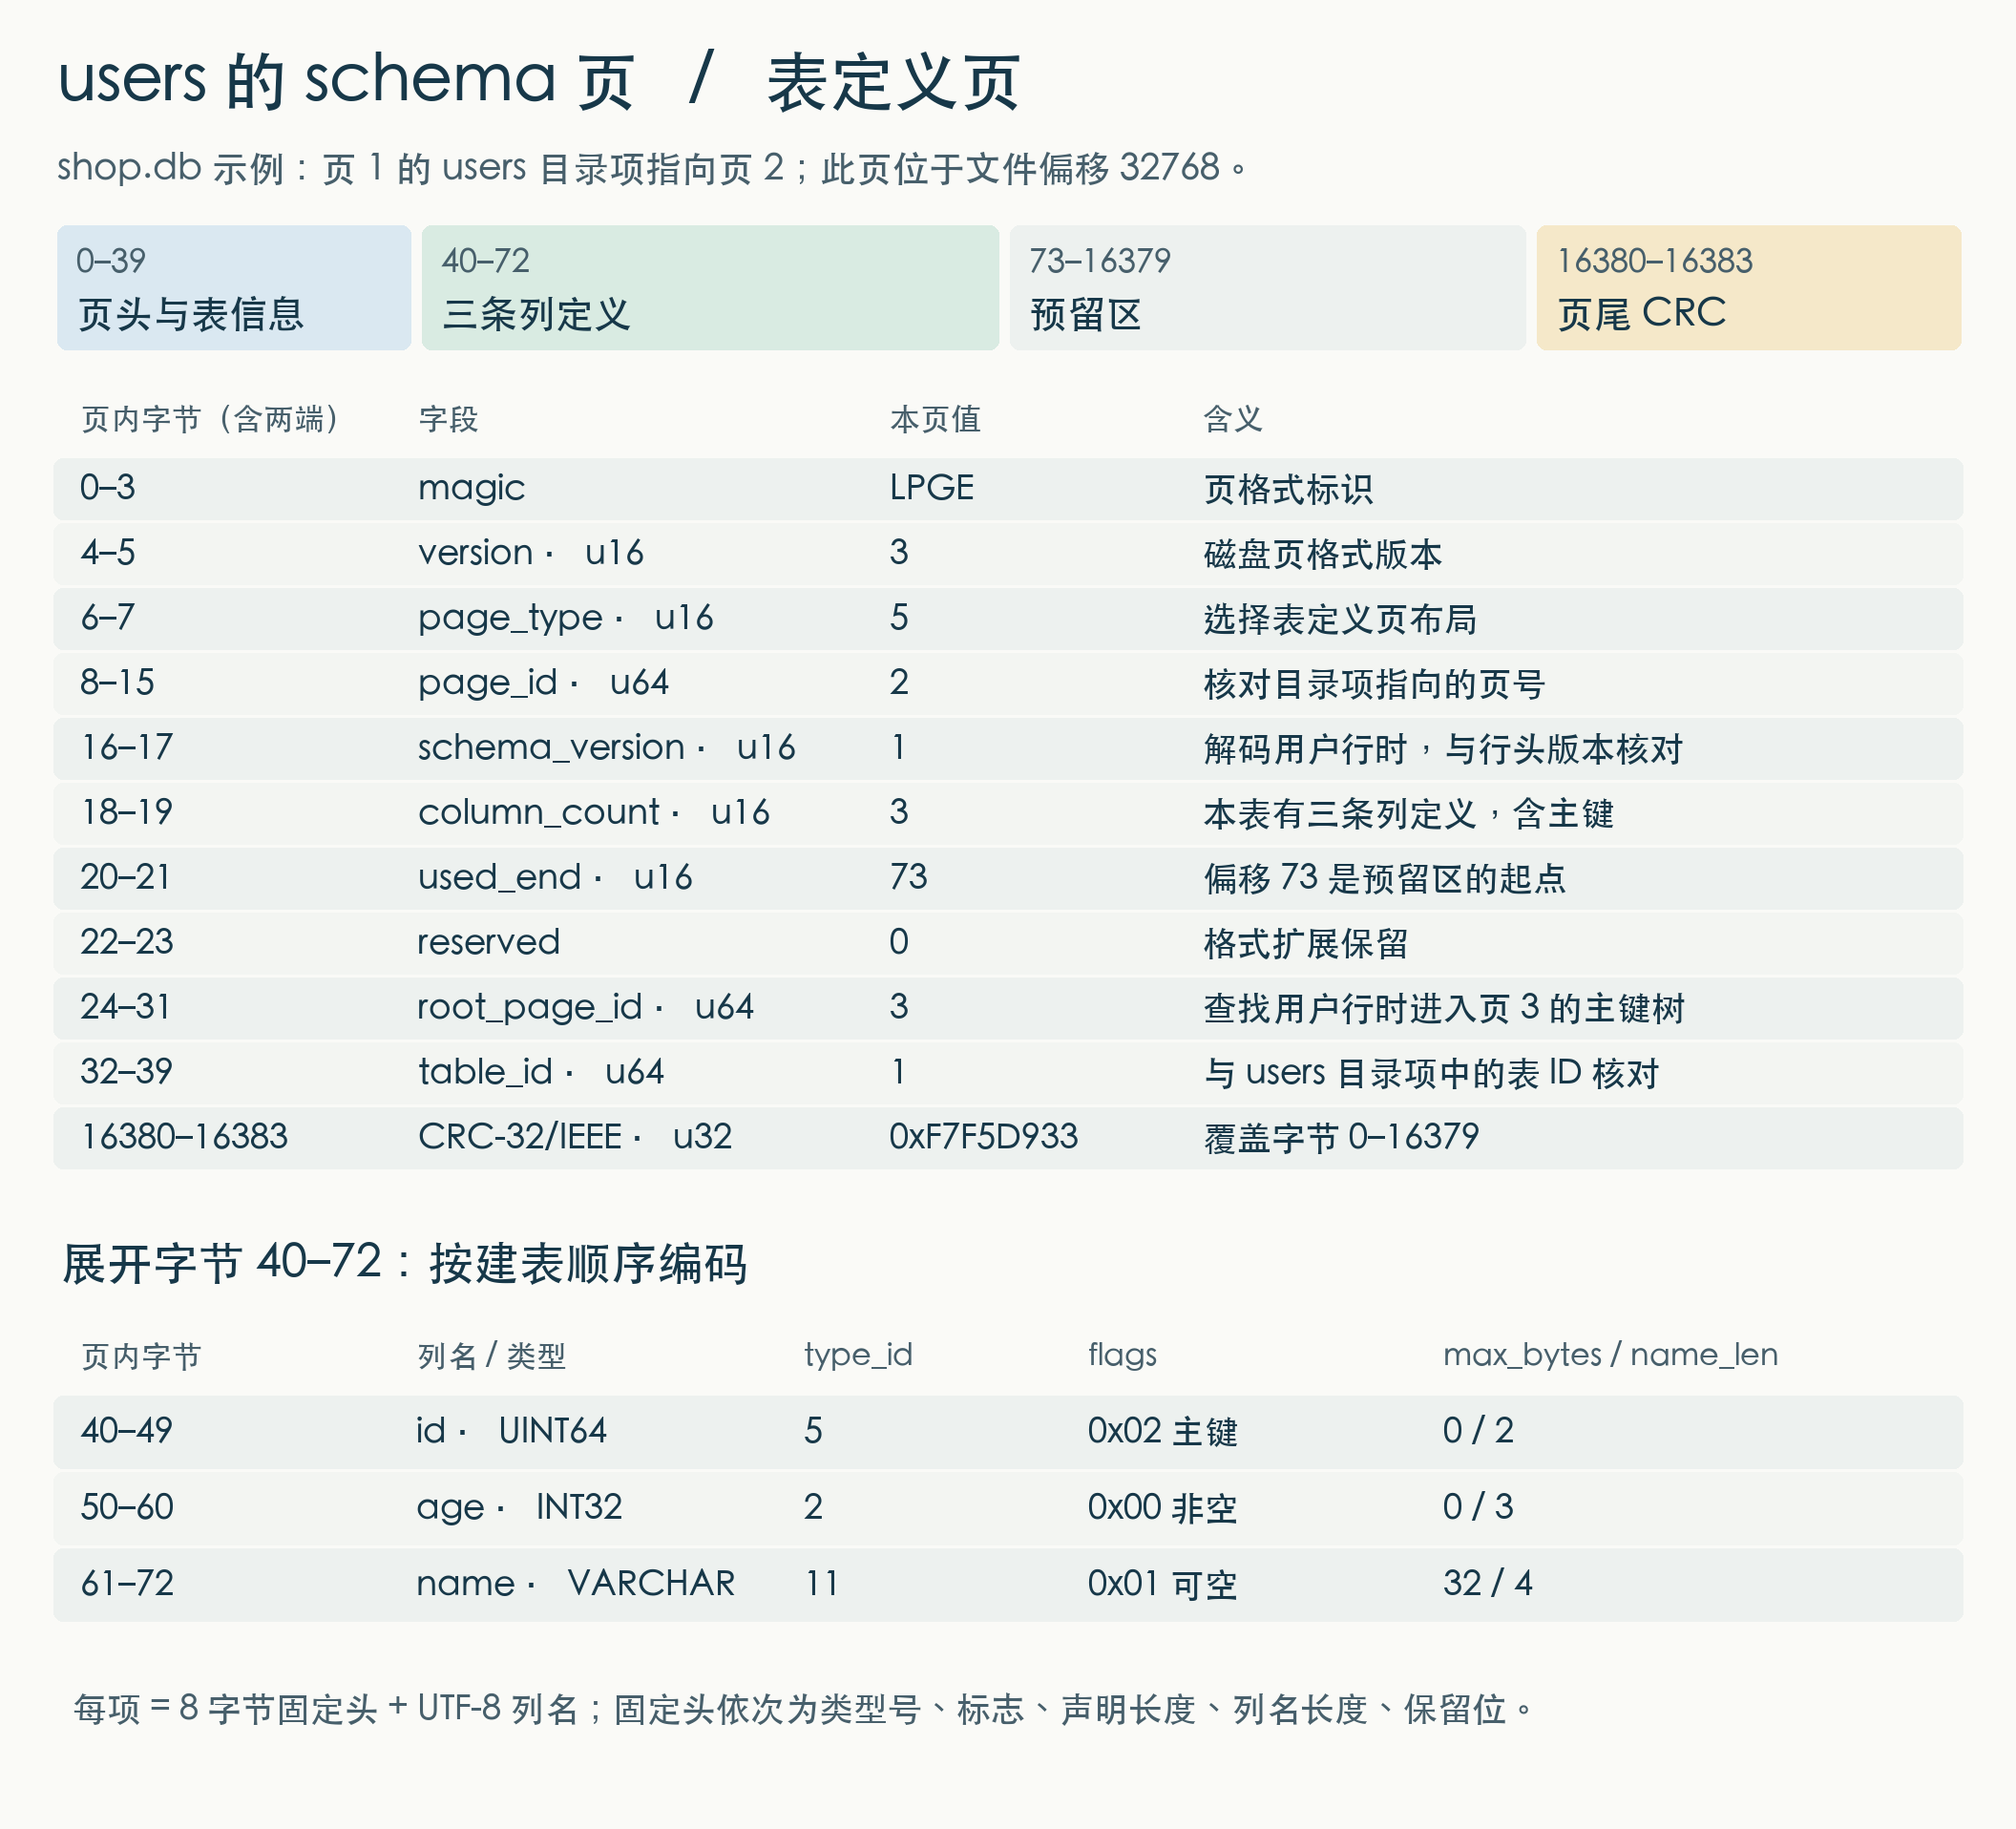 users 的 schema 页 / 表定义页
shop.db 示例：页 1 的 users 目录项指向页 2；此页位于文件偏移 32768。
0–39 40–72 73–16379 16380–16383
页头与表信息 三条列定义 预留区 页尾 CRC
页内字节（含两端） 字段 本页值 含义
0–3 magic LPGE 页格式标识
4–5 version · u16 3 磁盘页格式版本
6–7 page_type · u16 5 选择表定义页布局
8–15 page_id · u64 2 核对目录项指向的页号
16–17 schema_version · u16 1 解码用户行时，与行头版本核对
18–19 column_count · u16 3 本表有三条列定义，含主键
20–21 used_end · u16 73 偏移 73 是预留区的起点
22–23 reserved 0 格式扩展保留
24–31 root_page_id · u64 3 查找用户行时进入页 3 的主键树
32–39 table_id · u64 1 与 users 目录项中的表 ID 核对
16380–16383 CRC-32/IEEE · u32 0xF7F5D933 覆盖字节 0–16379
展开字节 40–72：按建表顺序编码
页内字节 列名 / 类型 type_id flags max_bytes / name_len
40–49 id · UINT64 5 0x02 主键 0 / 2
50–60 age · INT32 2 0x00 非空 0 / 3
61–72 name · VARCHAR 11 0x01 可空 32 / 4
每项 = 8 字节固定头 + UTF-8 列名；固定头依次为类型号、标志、声明长度、列名长度、保留位。